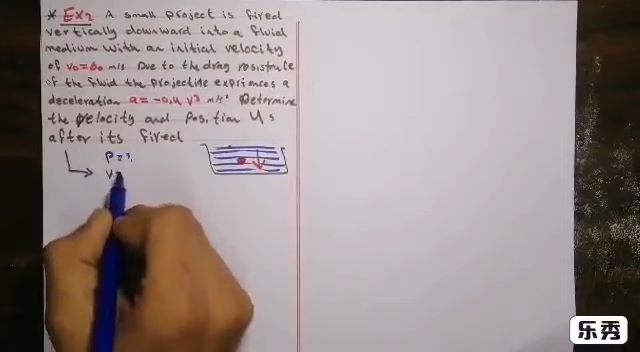 * Ex2 A small project is fired
vertically downward into a fluid
medium with an initial velocity
of v0=60 m/s Due to the drag rosistrate
of the fluid the projectile expriences a
deceleration a= -0.4 v3 m/s² Determine
the velocity and Position 4s
after its fired
P=?
V
乐秀